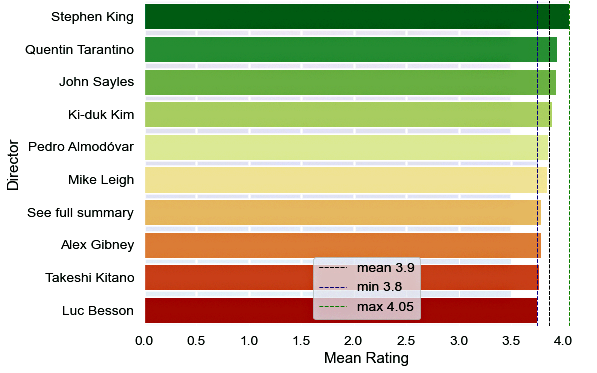 Stephen King
Quentin Tarantino
John Sayles
Ki-duk Kim
Pedro Almodóvar
Mike Leigh
See full summary
Alex Gibney
Takeshi Kitano
Luc Besson
Director
mean 3.9
min 3.8
max 4.05
0.0 0.5 1.0 1.5 2.0 2.5 3.0 3.5 4.0
Mean Rating